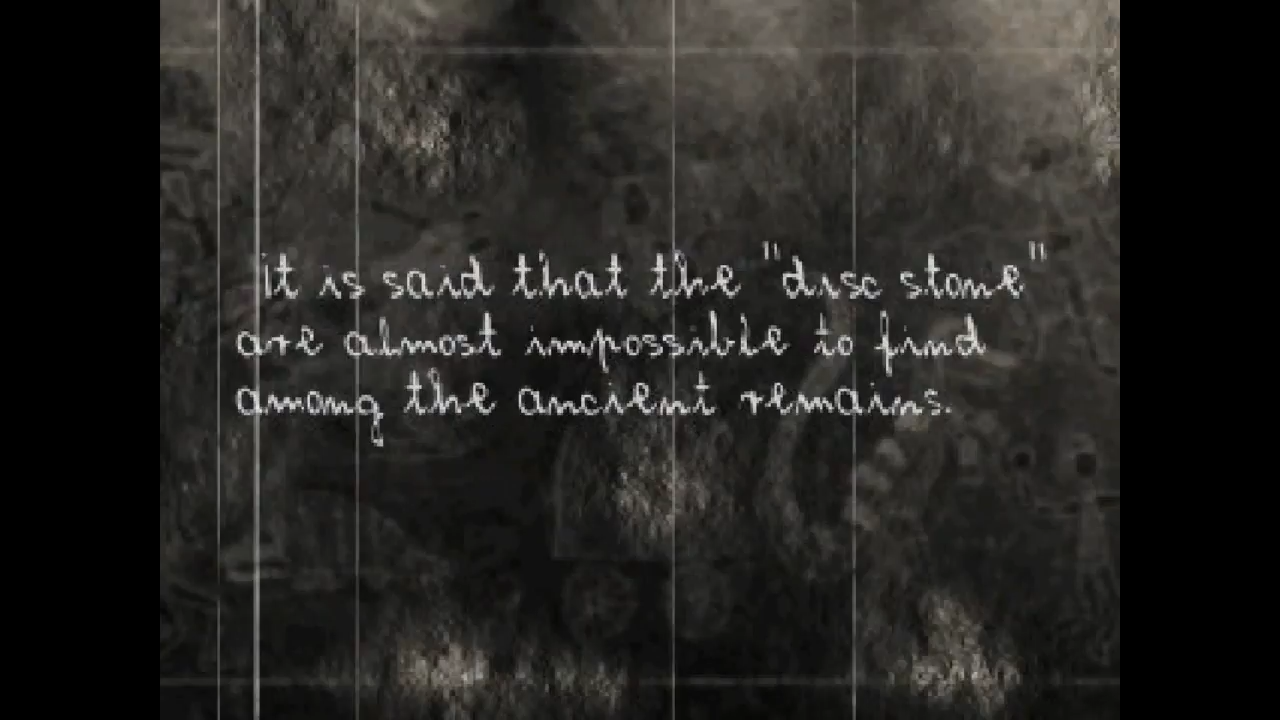 it is said that the "disc stone"
are almost impossible to find
among the ancient remains.